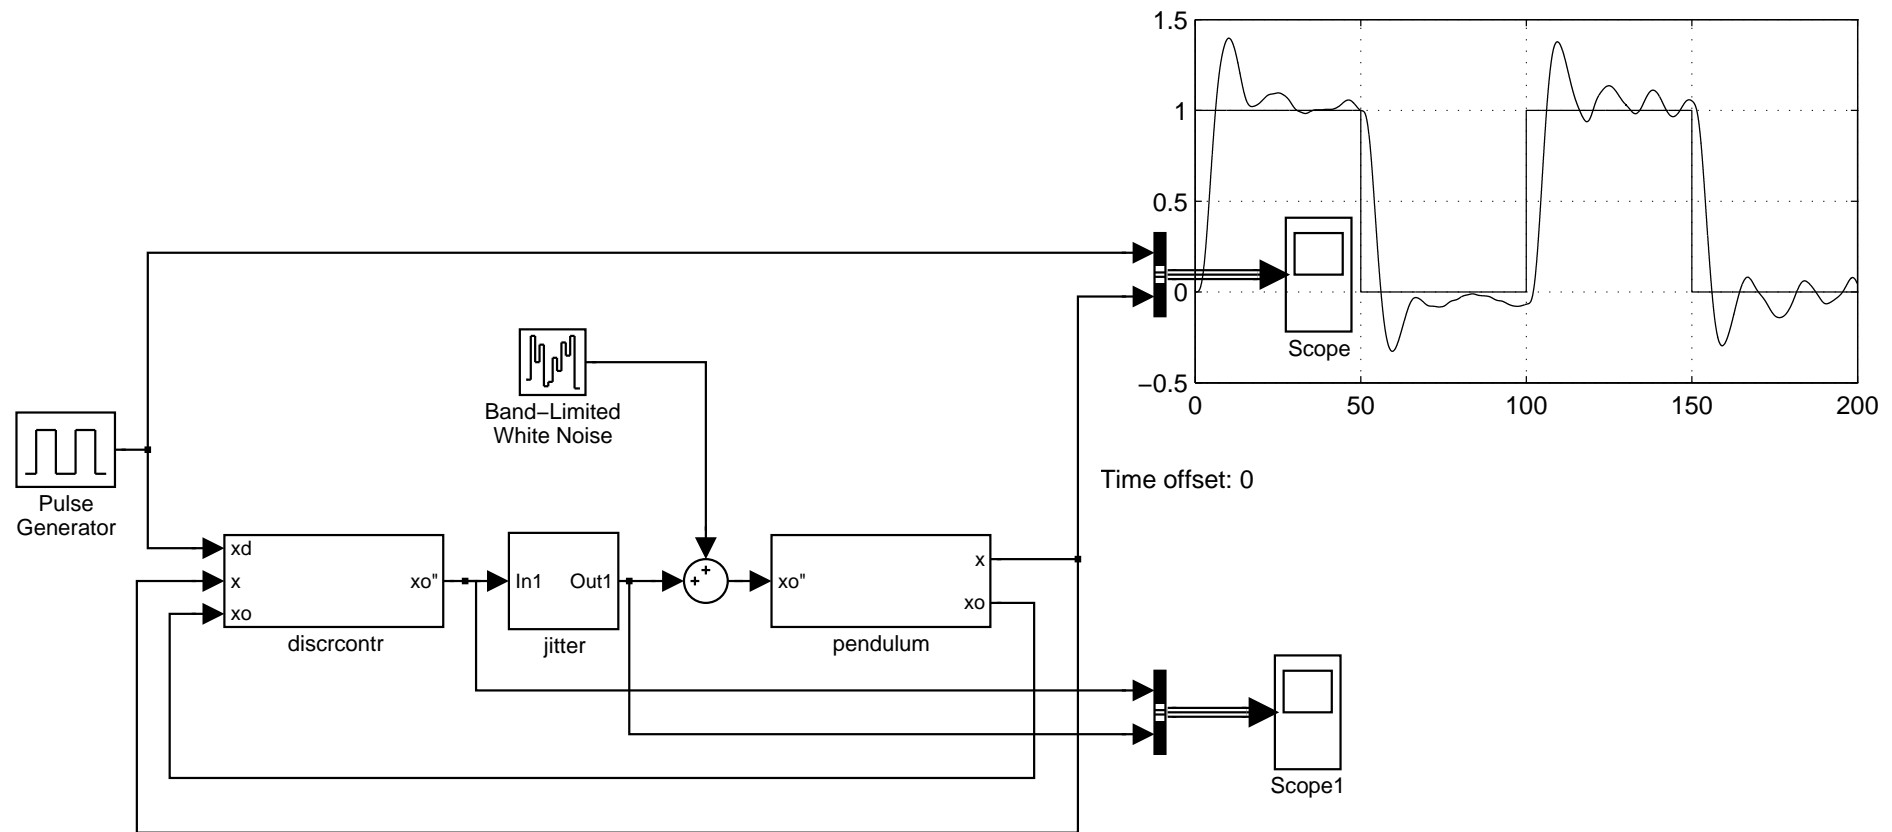 1.5
1
0.5
0
−0.5
0
50
100
150
200
Scope
Band−Limited
White Noise
Pulse
Generator
Time offset: 0
xd
x
xo
xo"
discrcontr
In1
Out1
jitter
+
+
xo"
x
xo
pendulum
Scope1